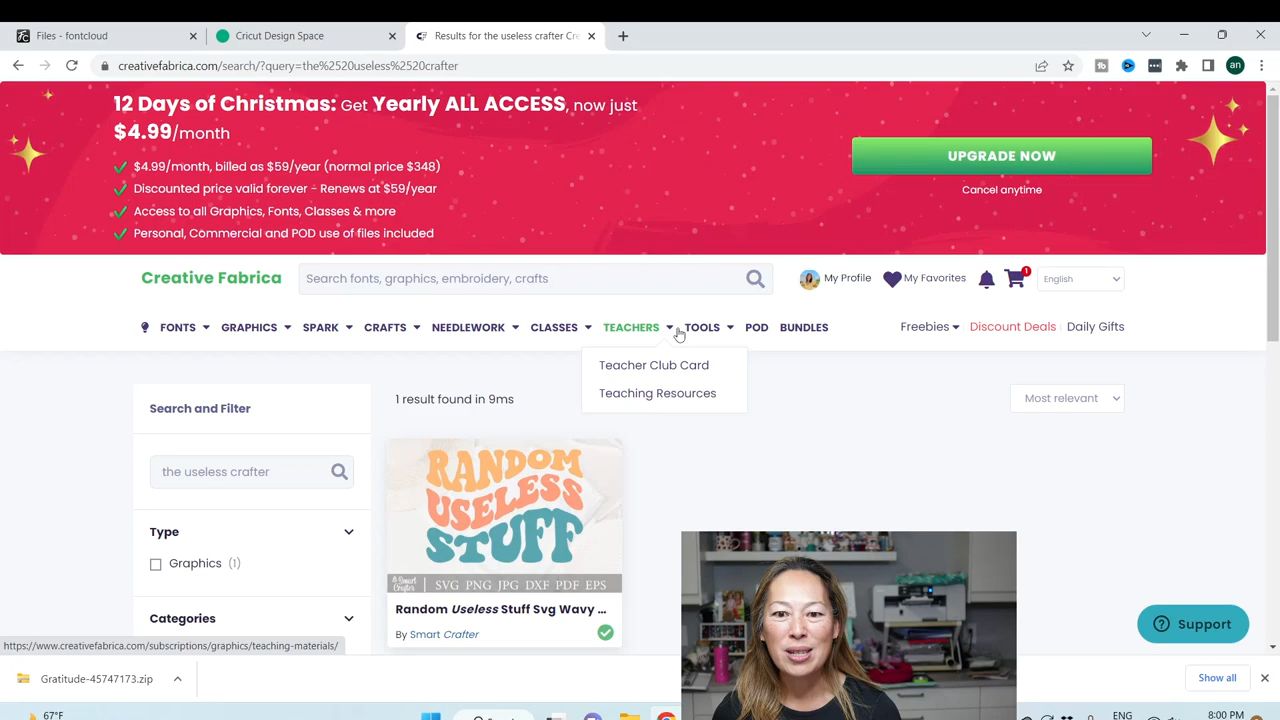 Files - fontcloud
Cricut Design Space
Results for the useless crafter Cre
creativefabrica.com/search/?query=the%2520useless%2520crafter
an
12 Days of Christmas: Get Yearly ALL ACCESS, now just
$4.99/month
$4.99/month, billed as $59/year (normal price $348)
Discounted price valid forever - Renews at $59/year
Access to all Graphics, Fonts, Classes & more
Personal, Commercial and POD use of files included
UPGRADE NOW
Cancel anytime
Creative Fabrica
Search fonts, graphics, embroidery, crafts
My Profile
My Favorites
1
English
FONTS GRAPHICS SPARK CRAFTS NEEDLEWORK CLASSES TEACHERS TOOLS POD BUNDLES
Freebies Discount Deals Daily Gifts
Teacher Club Card
Teaching Resources
Search and Filter
1 result found in 9ms
Most relevant
the useless crafter
Type
Graphics (1)
Categories
RANDOM
USELESS
STUFF
Smart Crafter | SVG PNG JPG DXF PDF EPS
Random Useless Stuff Svg Wavy ...
By Smart Crafter
Support
https://www.creativefabrica.com/subscriptions/graphics/teaching-materials/
Gratitude-45747173.zip
Show all
67°F
ENG
8:00 PM